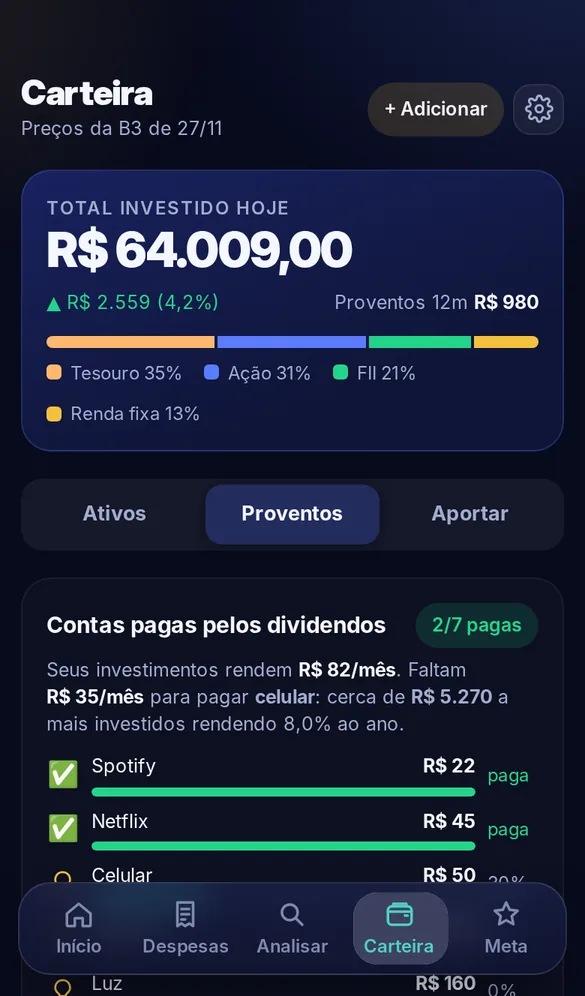 Carteira
Preços da B3 de 27/11
+ Adicionar
TOTAL INVESTIDO HOJE
R$ 64.009,00
▲ R$ 2.559 (4,2%)
Proventos 12m R$ 980
Tesouro 35%
Ação 31%
FII 21%
Renda fixa 13%
Ativos
Proventos
Aportar
Contas pagas pelos dividendos
2/7 pagas
Seus investimentos rendem R$ 82/mês. Faltam
R$ 35/mês para pagar celular: cerca de R$ 5.270 a
mais investidos rendendo 8,0% ao ano.
Spotify
R$ 22
paga
Netflix
R$ 45
paga
Celular
R$ 50
30%
Início
Despesas
Analisar
Carteira
Meta
Luz
R$ 160
0%